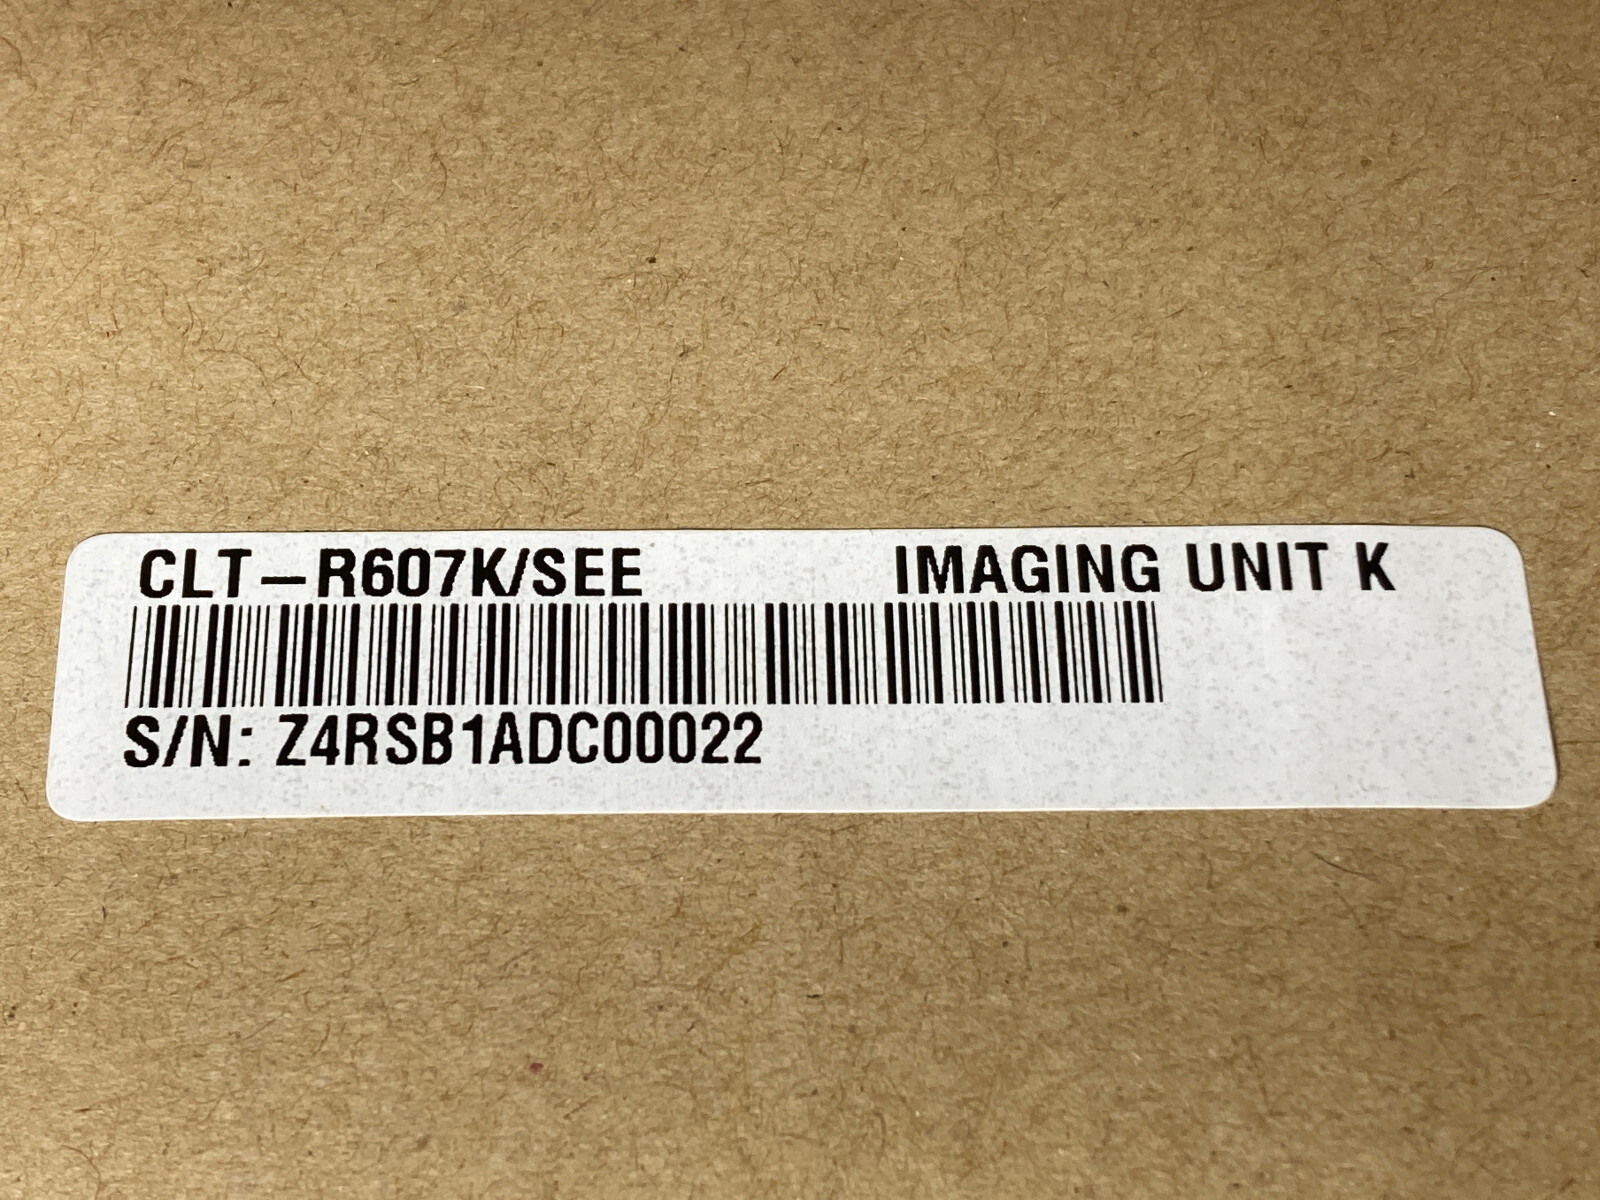 CLT-R607K/SEE IMAGING UNIT K
S/N: Z4RSB1ADC00022